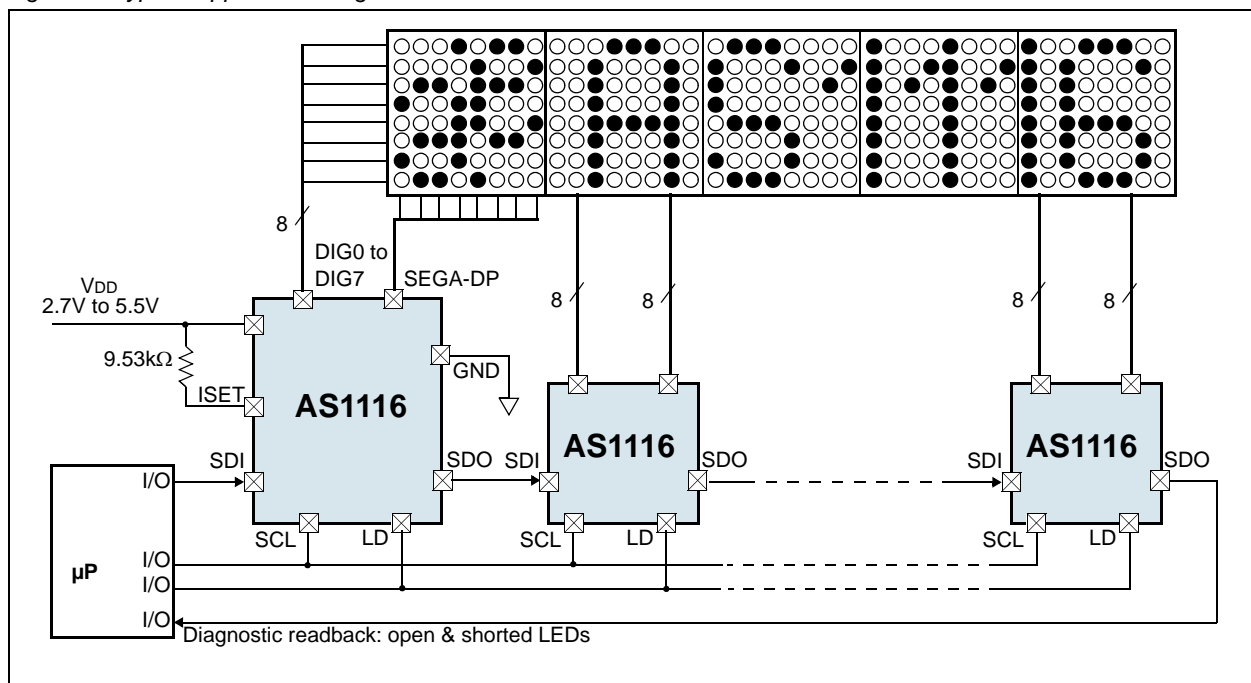 8
DIG0 to
DIG7
SEGA-DP
8
8
8
8
VDD
2.7V to 5.5V
9.53kΩ
ISET
GND
AS1116
AS1116
AS1116
SDI
SDO
SDI
SDO
SDI
SDO
I/O
SCL
LD
SCL
LD
SCL
LD
µP
I/O
I/O
I/O
Diagnostic readback: open & shorted LEDs